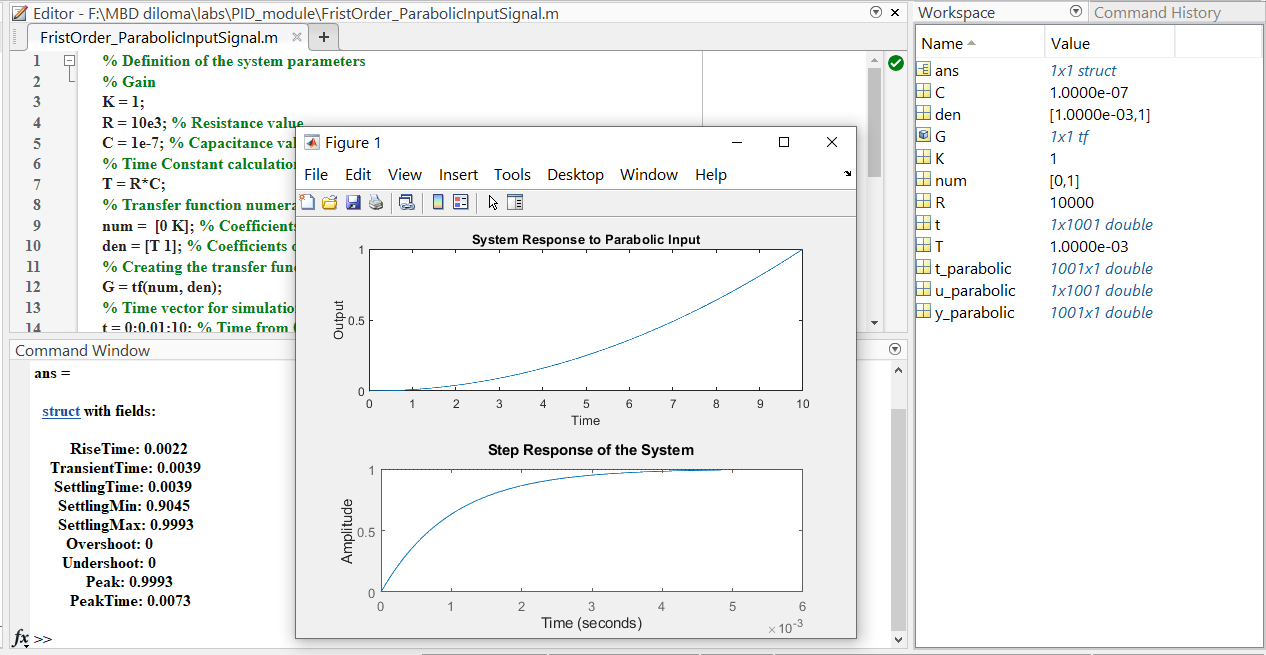 Editor - F:\MBD diloma\labs\PID_module\FristOrder_ParabolicInputSignal.m
FristOrder_ParabolicInputSignal.m
1 % Definition of the system parameters
2 % Gain
3 K = 1;
4 R = 10e3; % Resistance value
5 C = 1e-7; % Capacitance val
6 % Time Constant calculation
7 T = R*C;
8 % Transfer function numera
9 num = [0 K]; % Coefficients
10 den = [T 1]; % Coefficients o
11 % Creating the transfer func
12 G = tf(num, den);
13 % Time vector for simulation
14 t = 0:0.01:10; % Time from
Figure 1
File Edit View Insert Tools Desktop Window Help
System Response to Parabolic Input
1
0.5
0
Output
0 1 2 3 4 5 6 7 8 9 10
Time
Step Response of the System
1
0.5
0
Amplitude
0 1 2 3 4 5 6
Time (seconds)
×10-3
Command Window
ans =
struct with fields:
RiseTime: 0.0022
TransientTime: 0.0039
SettlingTime: 0.0039
SettlingMin: 0.9045
SettlingMax: 0.9993
Overshoot: 0
Undershoot: 0
Peak: 0.9993
PeakTime: 0.0073
fx >>
Workspace
Command History
Name Value
ans 1x1 struct
C 1.0000e-07
den [1.0000e-03,1]
G 1x1 tf
K 1
num [0,1]
R 10000
t 1x1001 double
T 1.0000e-03
t_parabolic 1001x1 double
u_parabolic 1x1001 double
y_parabolic 1001x1 double